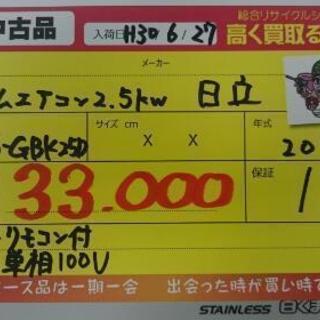 中古品 入荷日 H30 6/27 総合リサイクルシ
高く買取る
メーカー
ムエアコン2.5kw 日立
サイズ cm 年式
-GBK25D X X 20
33.000 保証 1
リモコン付
単相100V
ース品は一期一会 出会った時が買い時で
STAINLESS